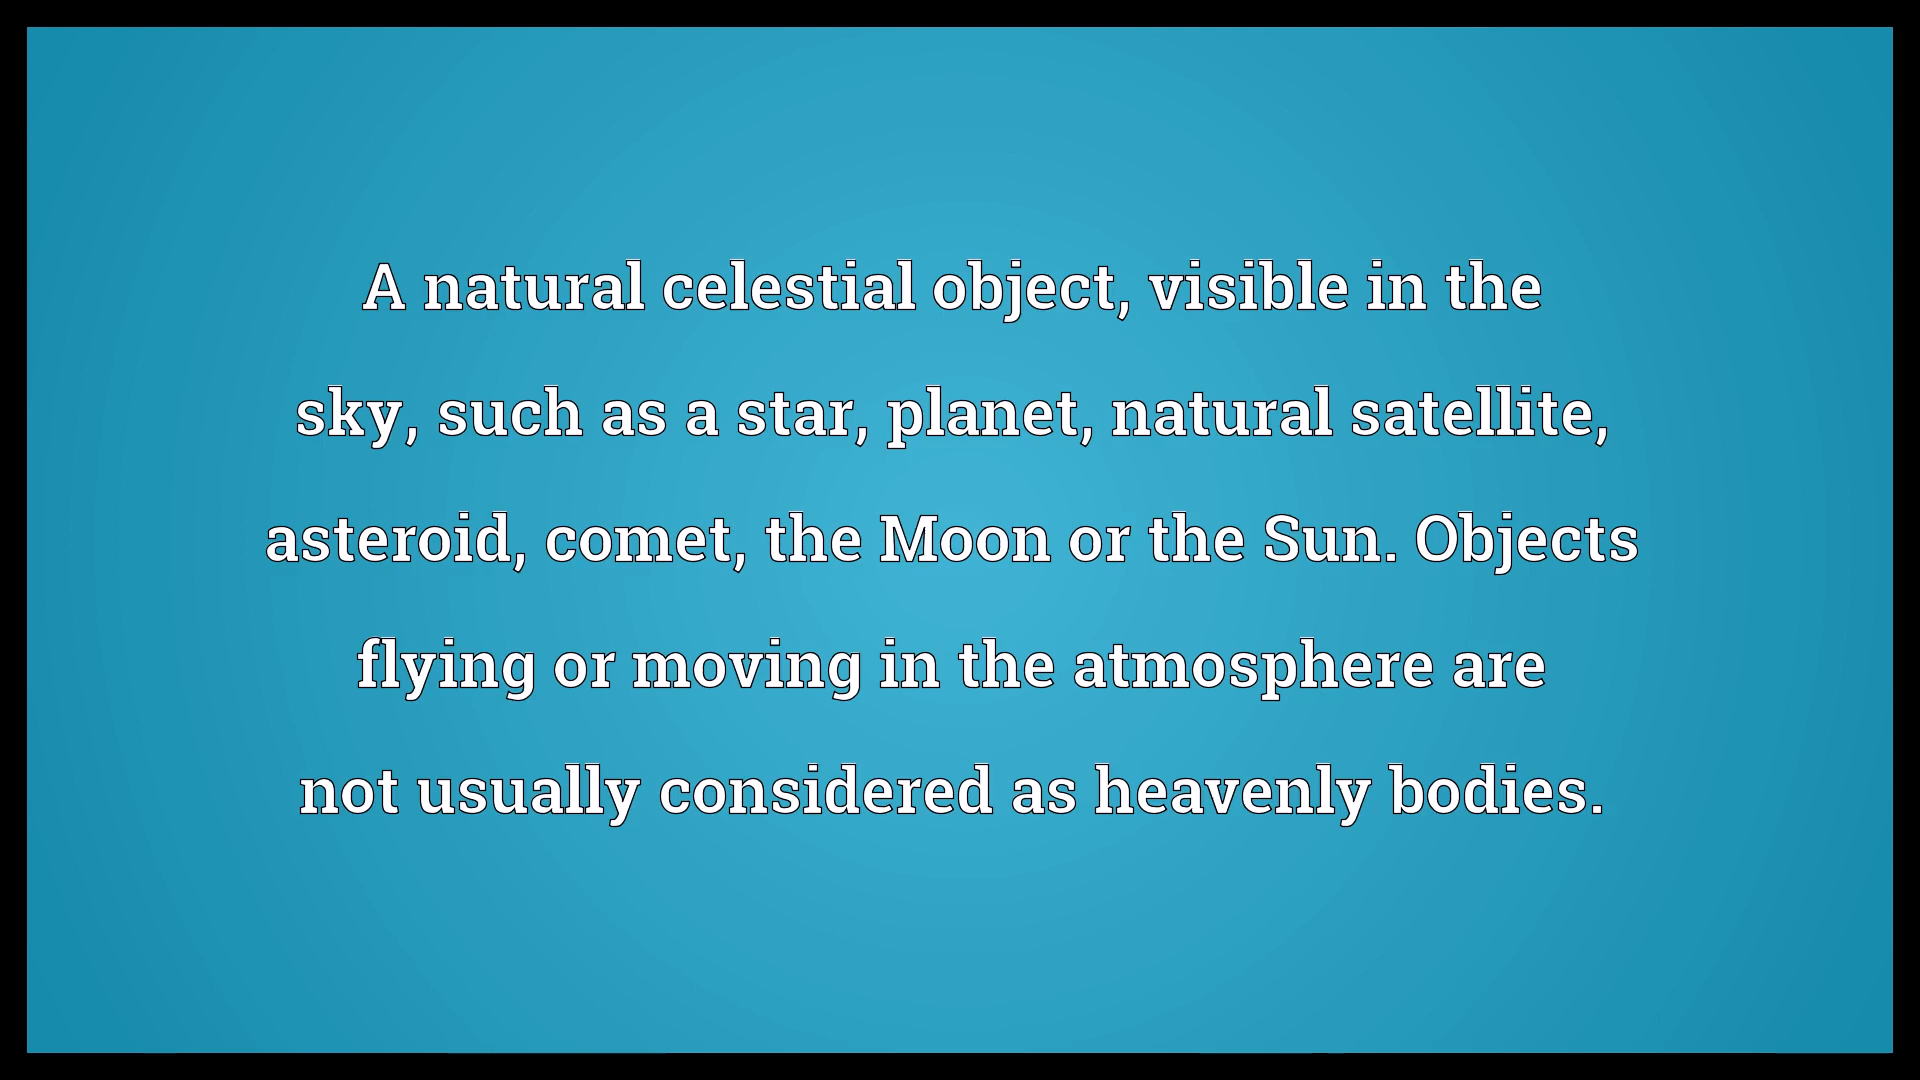 A natural celestial object, visible in the
sky, such as a star, planet, natural satellite,
asteroid, comet, the Moon or the Sun. Objects
flying or moving in the atmosphere are
not usually considered as heavenly bodies.